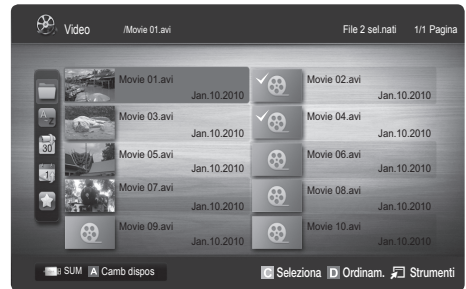 Video /Movie 01.avi File 2 sel.nati 1/1 Pagina
Movie 01.avi Movie 02.avi
Jan.10.2010 Jan.10.2010
Movie 03.avi Movie 04.avi
Jan.10.2010 Jan.10.2010
Movie 05.avi Movie 06.avi
Jan.10.2010 Jan.10.2010
Movie 07.avi Movie 08.avi
Jan.10.2010 Jan.10.2010
Movie 09.avi Movie 10.avi
Jan.10.2010 Jan.10.2010
SUM A Camb dispos C Seleziona D Ordinam. Strumenti
30
1